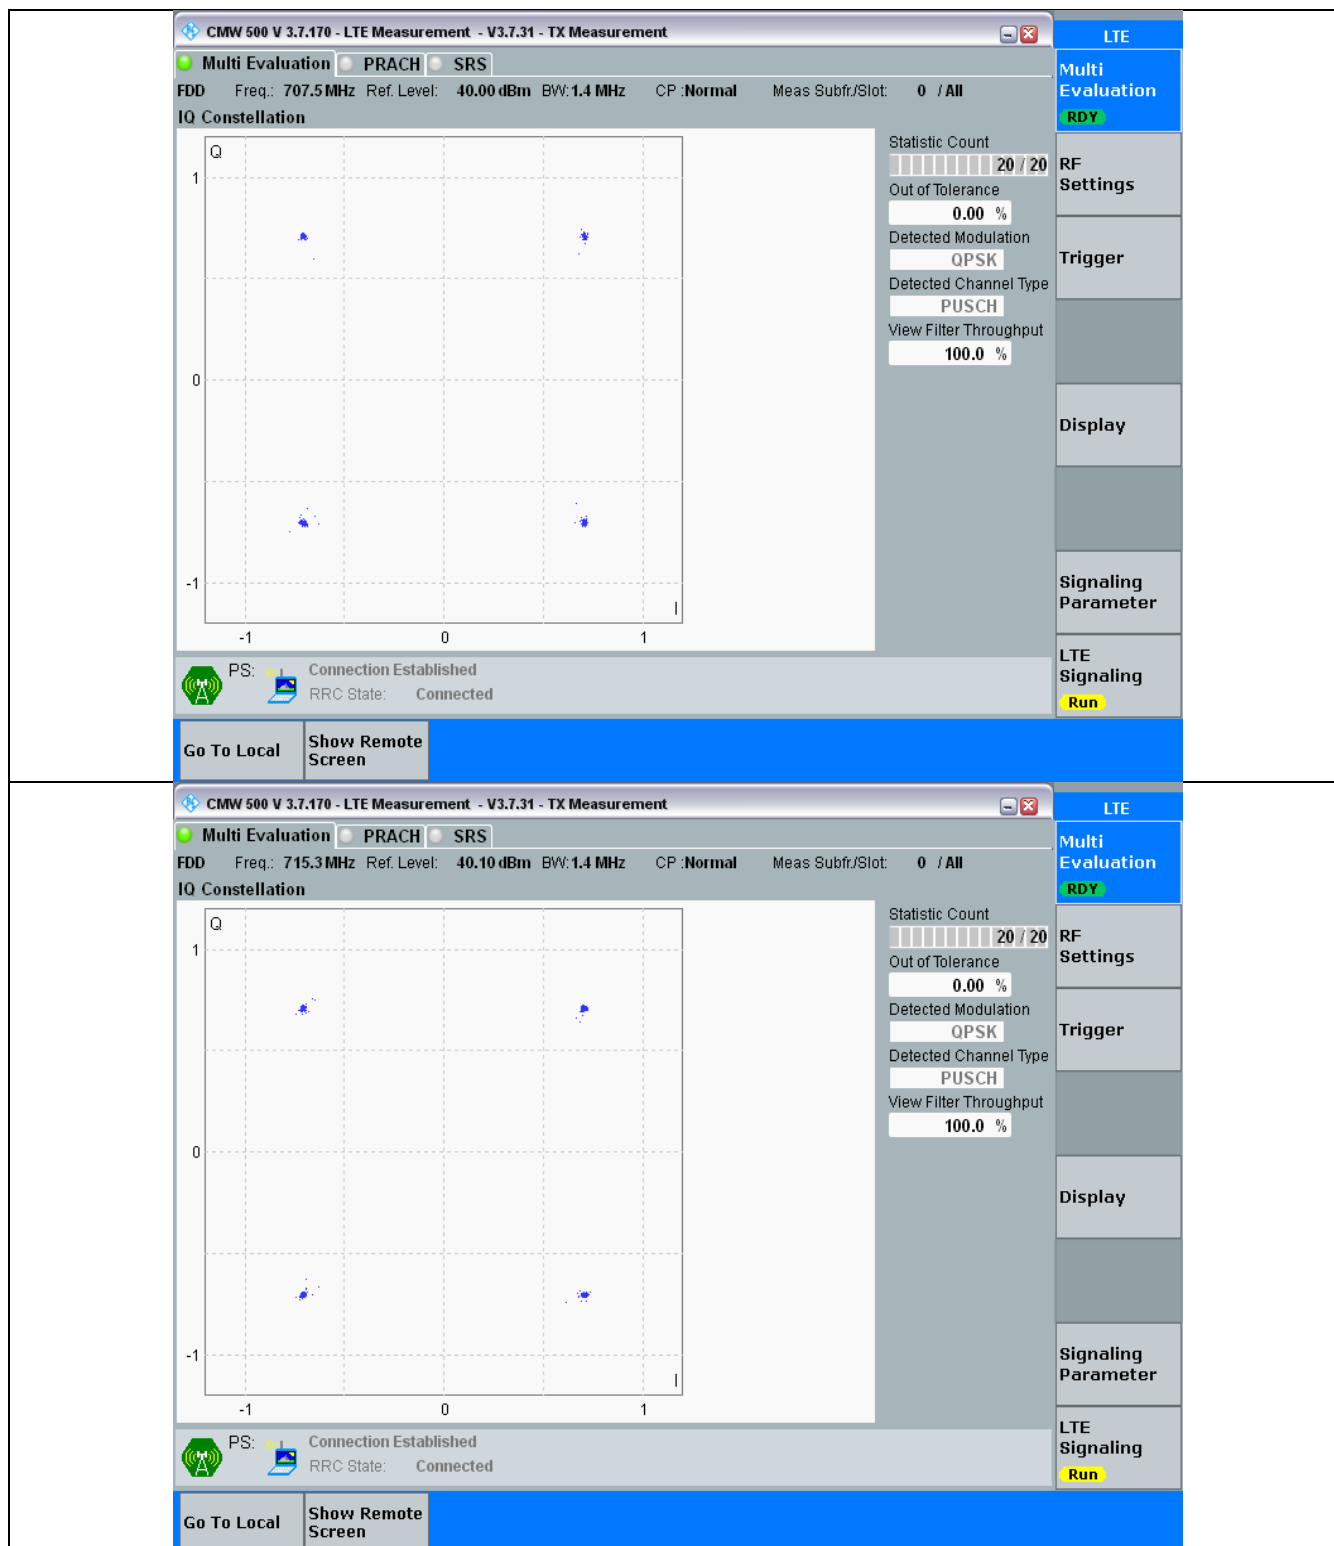 CMW 500 V 3.7.170 - LTE Measurement - V3.7.31 - TX Measurement
LTE
Multi Evaluation PRACH SRS
Multi
Evaluation
RDY
FDD Freq.: 707.5 MHz Ref. Level: 40.00 dBm BW: 1.4 MHz CP : Normal Meas Subfr./Slot: 0 / All
IQ Constellation
Q
1
0
-1
I
-1 0 1
Statistic Count
20 / 20
Out of Tolerance
0.00 %
Detected Modulation
QPSK
Detected Channel Type
PUSCH
View Filter Throughput
100.0 %
RF
Settings
Trigger
Display
Signaling
Parameter
LTE
Signaling
Run
PS: Connection Established
RRC State: Connected
Go To Local
Show Remote
Screen
CMW 500 V 3.7.170 - LTE Measurement - V3.7.31 - TX Measurement
LTE
Multi Evaluation PRACH SRS
Multi
Evaluation
RDY
FDD Freq.: 715.3 MHz Ref. Level: 40.10 dBm BW: 1.4 MHz CP : Normal Meas Subfr./Slot: 0 / All
IQ Constellation
Q
1
0
-1
I
-1 0 1
Statistic Count
20 / 20
Out of Tolerance
0.00 %
Detected Modulation
QPSK
Detected Channel Type
PUSCH
View Filter Throughput
100.0 %
RF
Settings
Trigger
Display
Signaling
Parameter
LTE
Signaling
Run
PS: Connection Established
RRC State: Connected
Go To Local
Show Remote
Screen